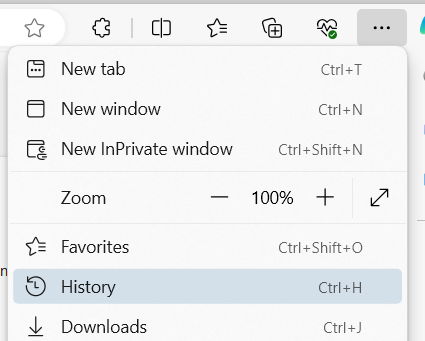 New tab Ctrl+T
New window Ctrl+N
New InPrivate window Ctrl+Shift+N
Zoom 100%
Favorites Ctrl+Shift+O
History Ctrl+H
Downloads Ctrl+J